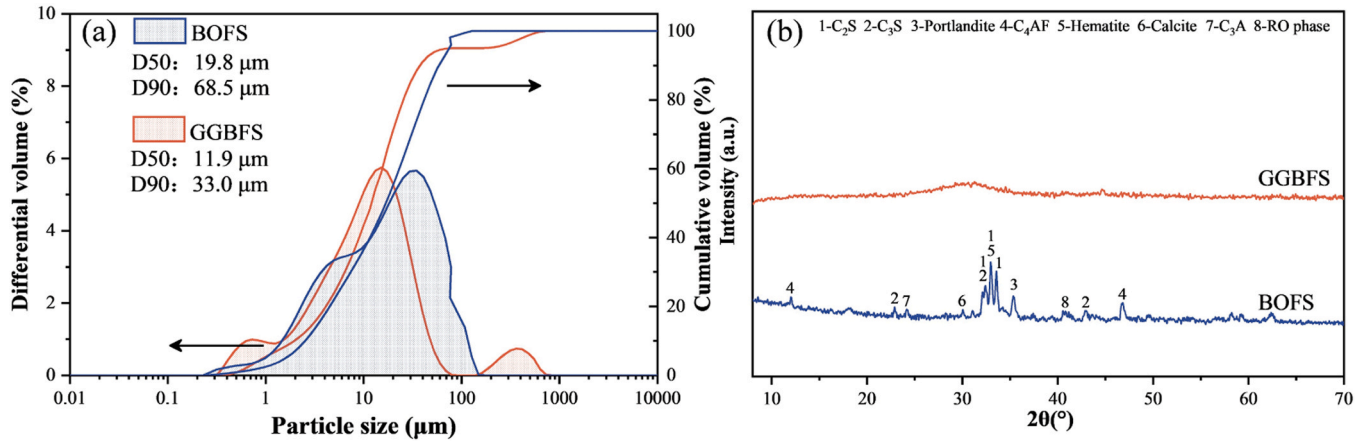 (a)
BOFS
D50: 19.8 μm
D90: 68.5 μm
GGBFS
D50: 11.9 μm
D90: 33.0 μm
Differential volume (%)
10
8
6
4
2
0
Cumulative volume (%)
100
80
60
40
20
0
0.01 0.1 1 10 100 1000 10000
Particle size (μm)
(b)
1-C₂S 2-C₃S 3-Portlandite 4-C₄AF 5-Hematite 6-Calcite 7-C₃A 8-RO phase
Intensity (a.u.)
GGBFS
BOFS
4
2
7
6
1
2
1
5
1
3
8
2
4
10 20 30 40 50 60 70
2θ(°)